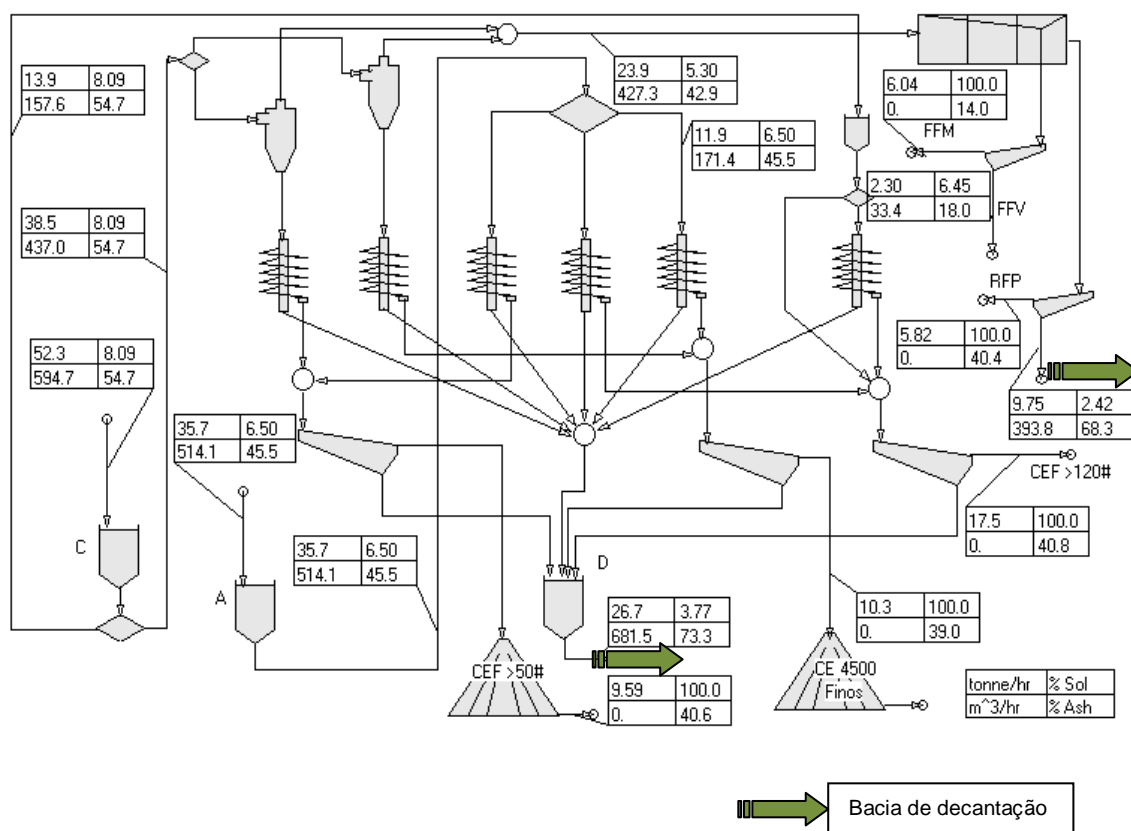 13.9 8.09
157.6 54.7
23.9 5.30
427.3 42.9
6.04 100.0
0. 14.0
FFM
11.9 6.50
171.4 45.5
2.30 6.45
33.4 18.0
FFV
38.5 8.09
437.0 54.7
RFP
5.82 100.0
0. 40.4
52.3 8.09
594.7 54.7
9.75 2.42
393.8 68.3
35.7 6.50
514.1 45.5
CEF >120#
17.5 100.0
0. 40.8
C
35.7 6.50
514.1 45.5
D
A
26.7 3.77
681.5 73.3
10.3 100.0
0. 39.0
CEF >50#
9.59 100.0
0. 40.6
CE 4500
Finos
tonne/hr % Sol
m^3/hr % Ash
Bacia de decantação